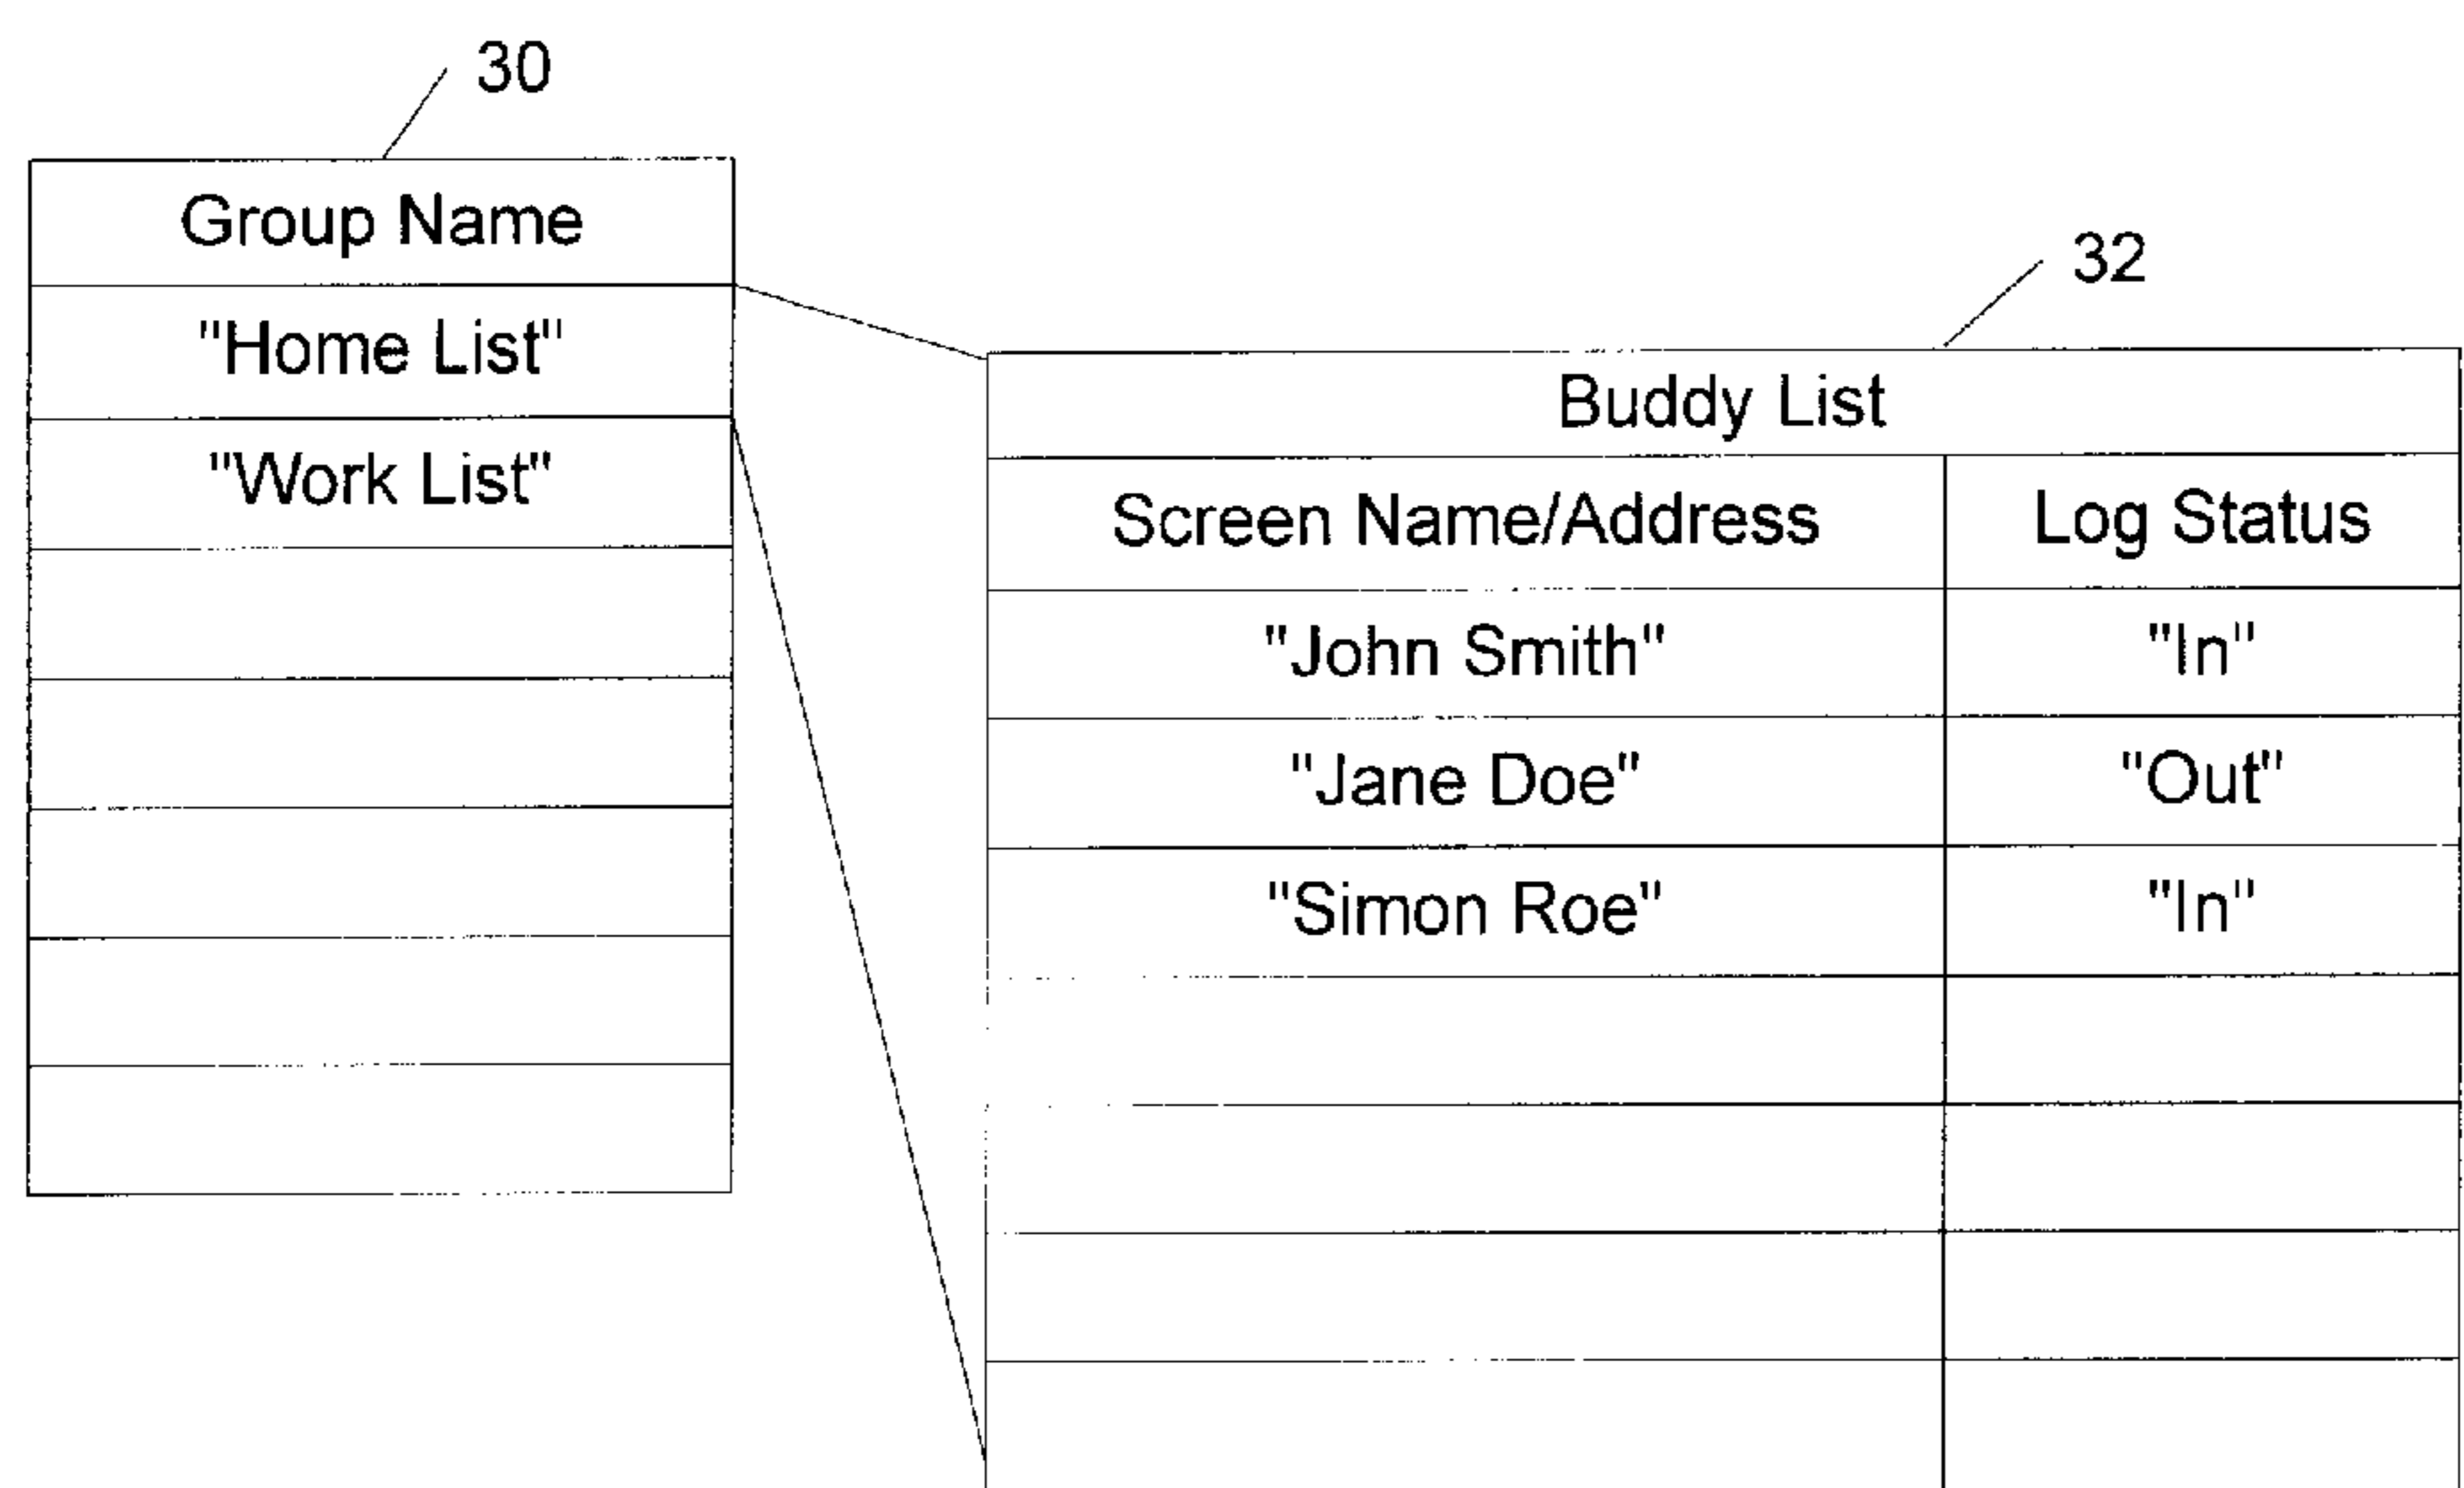 30
Group Name
"Home List"
"Work List"
32
Buddy List
Screen Name/Address Log Status
"John Smith" "In"
"Jane Doe" "Out"
"Simon Roe" "In"